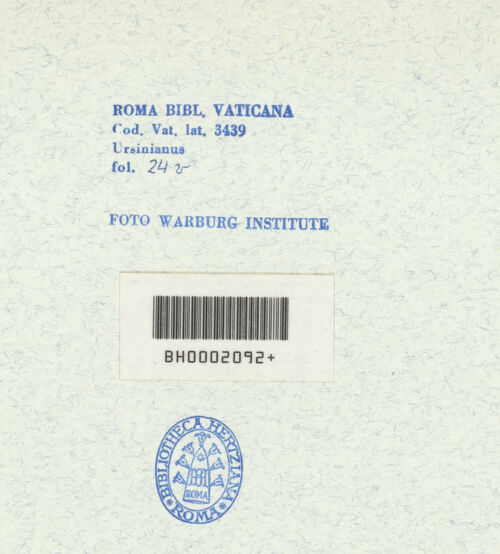 ROMA BIBL. VATICANA
Cod. Vat. lat. 3439
Ursinianus
fol. 24 v
FOTO WARBURG INSTITUTE
BH0002092+
* BIBLIOTHECA HERTZIANA * ROMA
ROMA